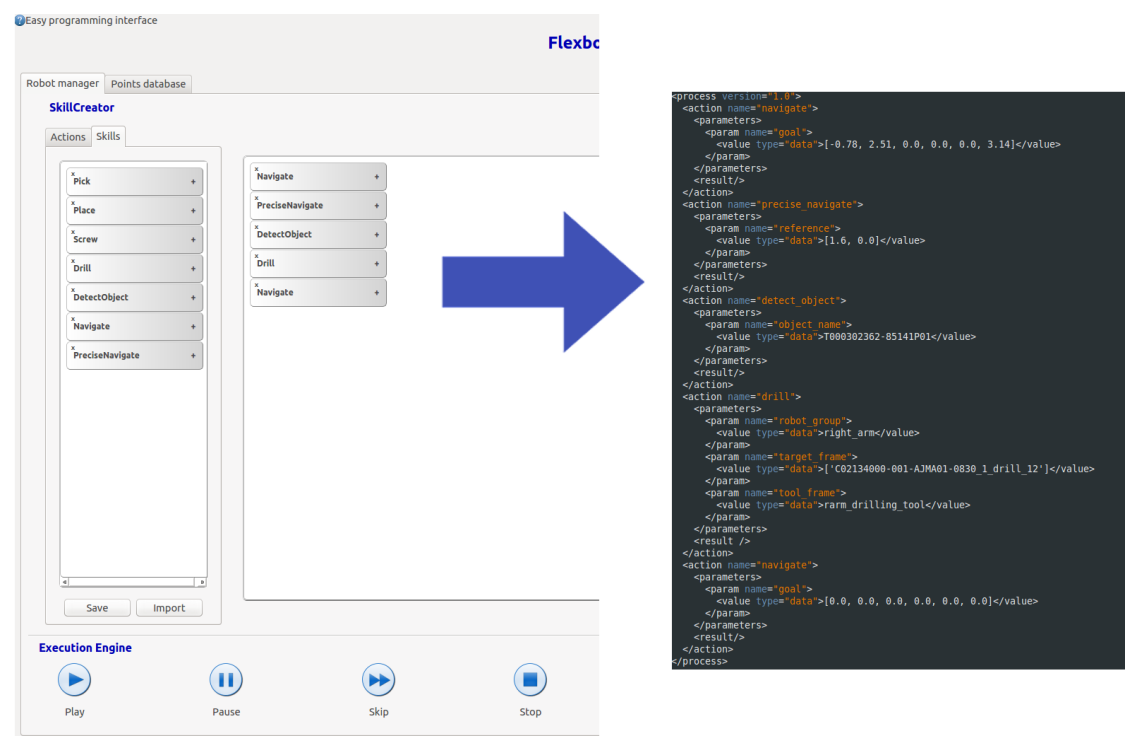 Easy programming interface
Flexbo
Robot manager
Points database
SkillCreator
Actions
Skills
x
Pick +
x
Place +
x
Screw +
x
Drill +
x
DetectObject +
x
Navigate +
x
PreciseNavigate +
Save
Import
x
Navigate +
x
PreciseNavigate +
x
DetectObject +
x
Drill +
x
Navigate +
Execution Engine
Play
Pause
Skip
Stop
<process version="1.0">
  <action name="navigate">
    <parameters>
      <param name="goal">
        <value type="data">[-0.78, 2.51, 0.0, 0.0, 0.0, 3.14]</value>
      </param>
    </parameters>
    <result/>
  </action>
  <action name="precise_navigate">
    <parameters>
      <param name="reference">
        <value type="data">[1.6, 0.0]</value>
      </param>
    </parameters>
    <result/>
  </action>
  <action name="detect_object">
    <parameters>
      <param name="object_name">
        <value type="data">T000302362-85141P01</value>
      </param>
    </parameters>
    <result/>
  </action>
  <action name="drill">
    <parameters>
      <param name="robot_group">
        <value type="data">right_arm</value>
      </param>
      <param name="target_frame">
        <value type="data">['C02134000-001-AJMA01-0830_1_drill_12']</value>
      </param>
      <param name="tool_frame">
        <value type="data">rarm_drilling_tool</value>
      </param>
    </parameters>
    <result />
  </action>
  <action name="navigate">
    <parameters>
      <param name="goal">
        <value type="data">[0.0, 0.0, 0.0, 0.0, 0.0, 0.0]</value>
      </param>
    </parameters>
    <result/>
  </action>
</process>